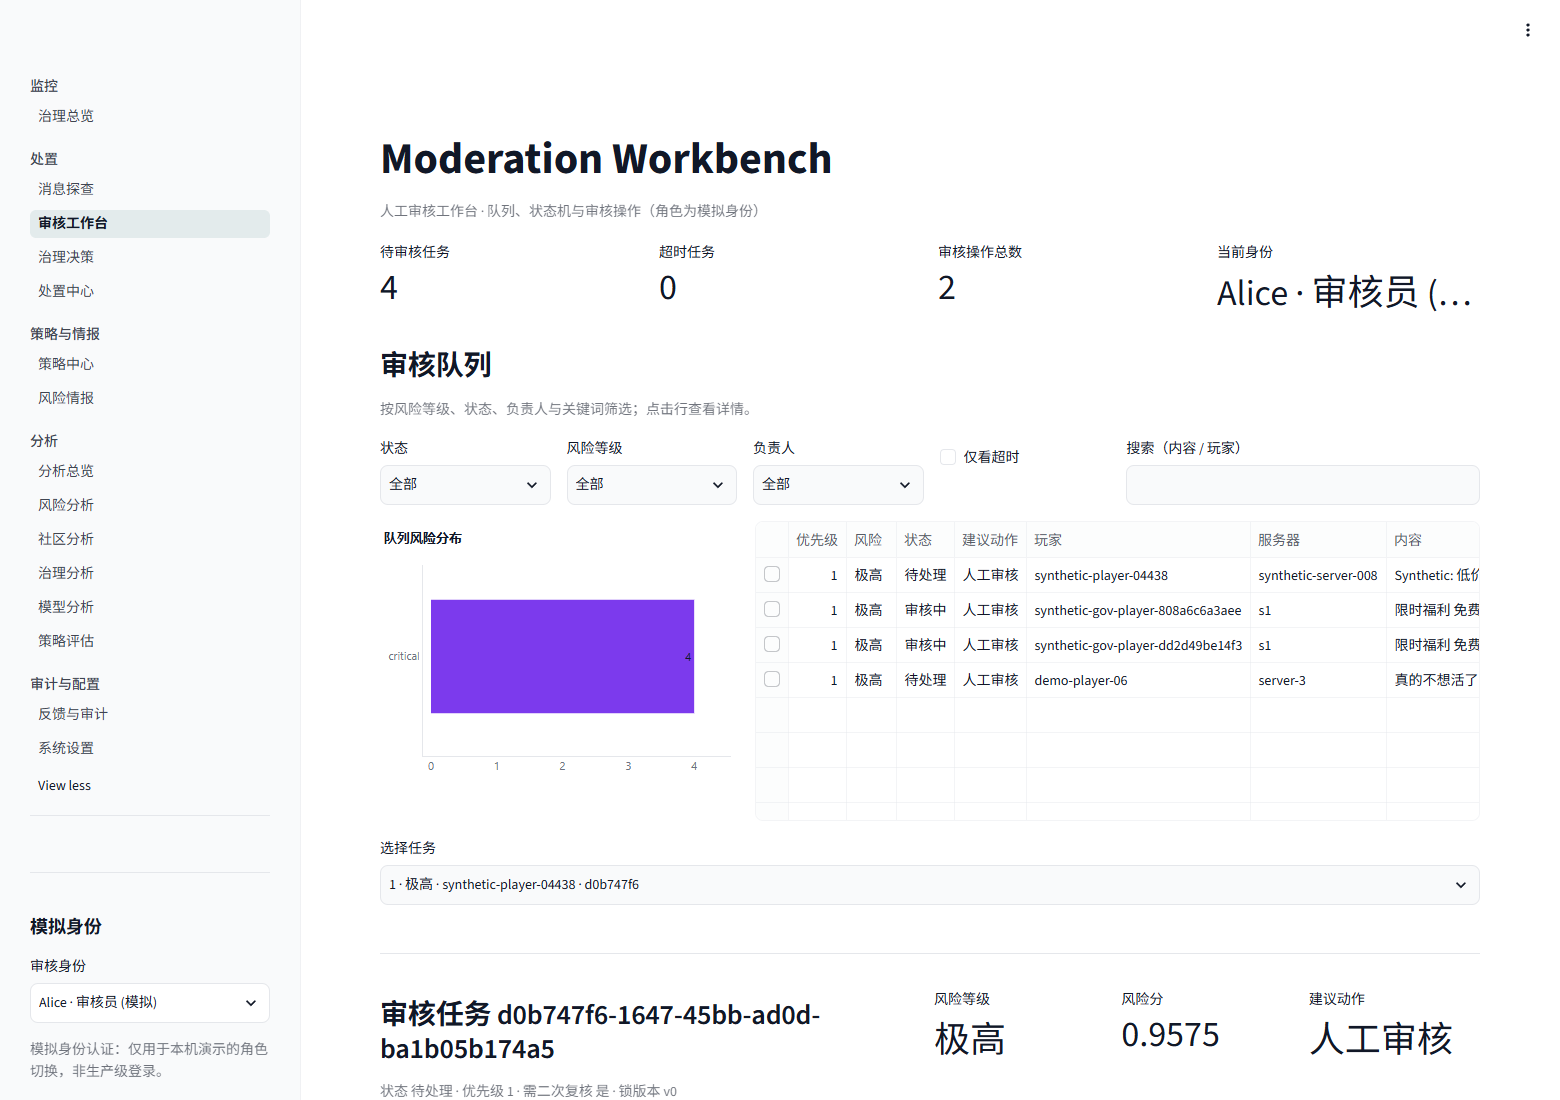 监控
治理总览
处置
消息探查
审核工作台
治理决策
处置中心
策略与情报
策略中心
风险情报
分析
分析总览
风险分析
社区分析
治理分析
模型分析
策略评估
审计与配置
反馈与审计
系统设置
View less
模拟身份
审核身份
Alice · 审核员 (模拟)
模拟身份认证：仅用于本机演示的角色
切换，非生产级登录。
Moderation Workbench
人工审核工作台 · 队列、状态机与审核操作（角色为模拟身份）
待审核任务 超时任务 审核操作总数 当前身份
4 0 2 Alice · 审核员 (…
审核队列
按风险等级、状态、负责人与关键词筛选；点击行查看详情。
状态 风险等级 负责人 仅看超时 搜索（内容 / 玩家）
全部 全部 全部
队列风险分布
critical
4
0 1 2 3 4
优先级 风险 状态 建议动作 玩家 服务器 内容
1 极高 待处理 人工审核 synthetic-player-04438 synthetic-server-008 Synthetic: 低价
1 极高 审核中 人工审核 synthetic-gov-player-808a6c6a3aee s1 限时福利 免费
1 极高 审核中 人工审核 synthetic-gov-player-dd2d49be14f3 s1 限时福利 免费
1 极高 待处理 人工审核 demo-player-06 server-3 真的不想活了
选择任务
1 · 极高 · synthetic-player-04438 · d0b747f6
审核任务 d0b747f6-1647-45bb-ad0d-
ba1b05b174a5
状态 待处理 · 优先级 1 · 需二次复核 是 · 锁版本 v0
风险等级 风险分 建议动作
极高 0.9575 人工审核